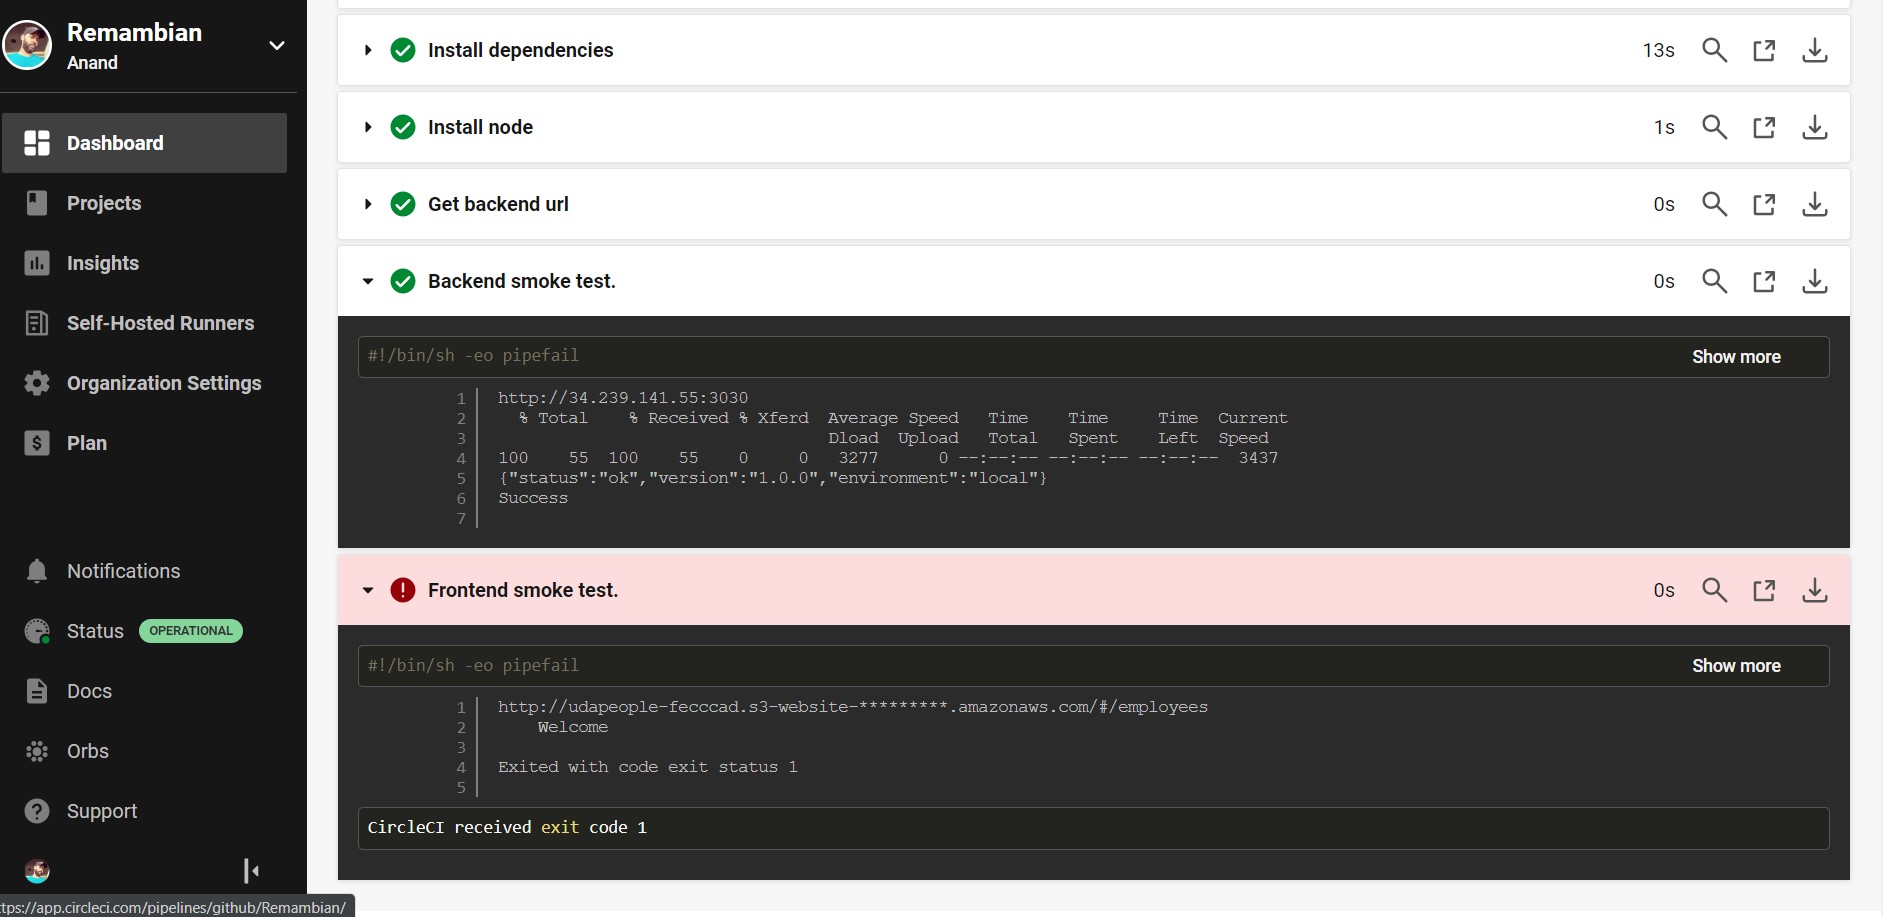 Remambian
Anand
Dashboard
Projects
Insights
Self-Hosted Runners
Organization Settings
Plan
Notifications
Status OPERATIONAL
Docs
Orbs
Support
ttps://app.circleci.com/pipelines/github/Remambian/
Install dependencies 13s
Install node 1s
Get backend url 0s
Backend smoke test. 0s
#!/bin/sh -eo pipefail Show more
1 http://34.239.141.55:3030
2 % Total % Received % Xferd Average Speed Time Time Time Current
3 Dload Upload Total Spent Left Speed
4 100 55 100 55 0 0 3277 0 --:--:-- --:--:-- --:--:-- 3437
5 {"status":"ok","version":"1.0.0","environment":"local"}
6 Success
7
Frontend smoke test. 0s
#!/bin/sh -eo pipefail Show more
1 http://udapeople-fecccad.s3-website-*********.amazonaws.com/#/employees
2 Welcome
3
4 Exited with code exit status 1
5
CircleCI received exit code 1